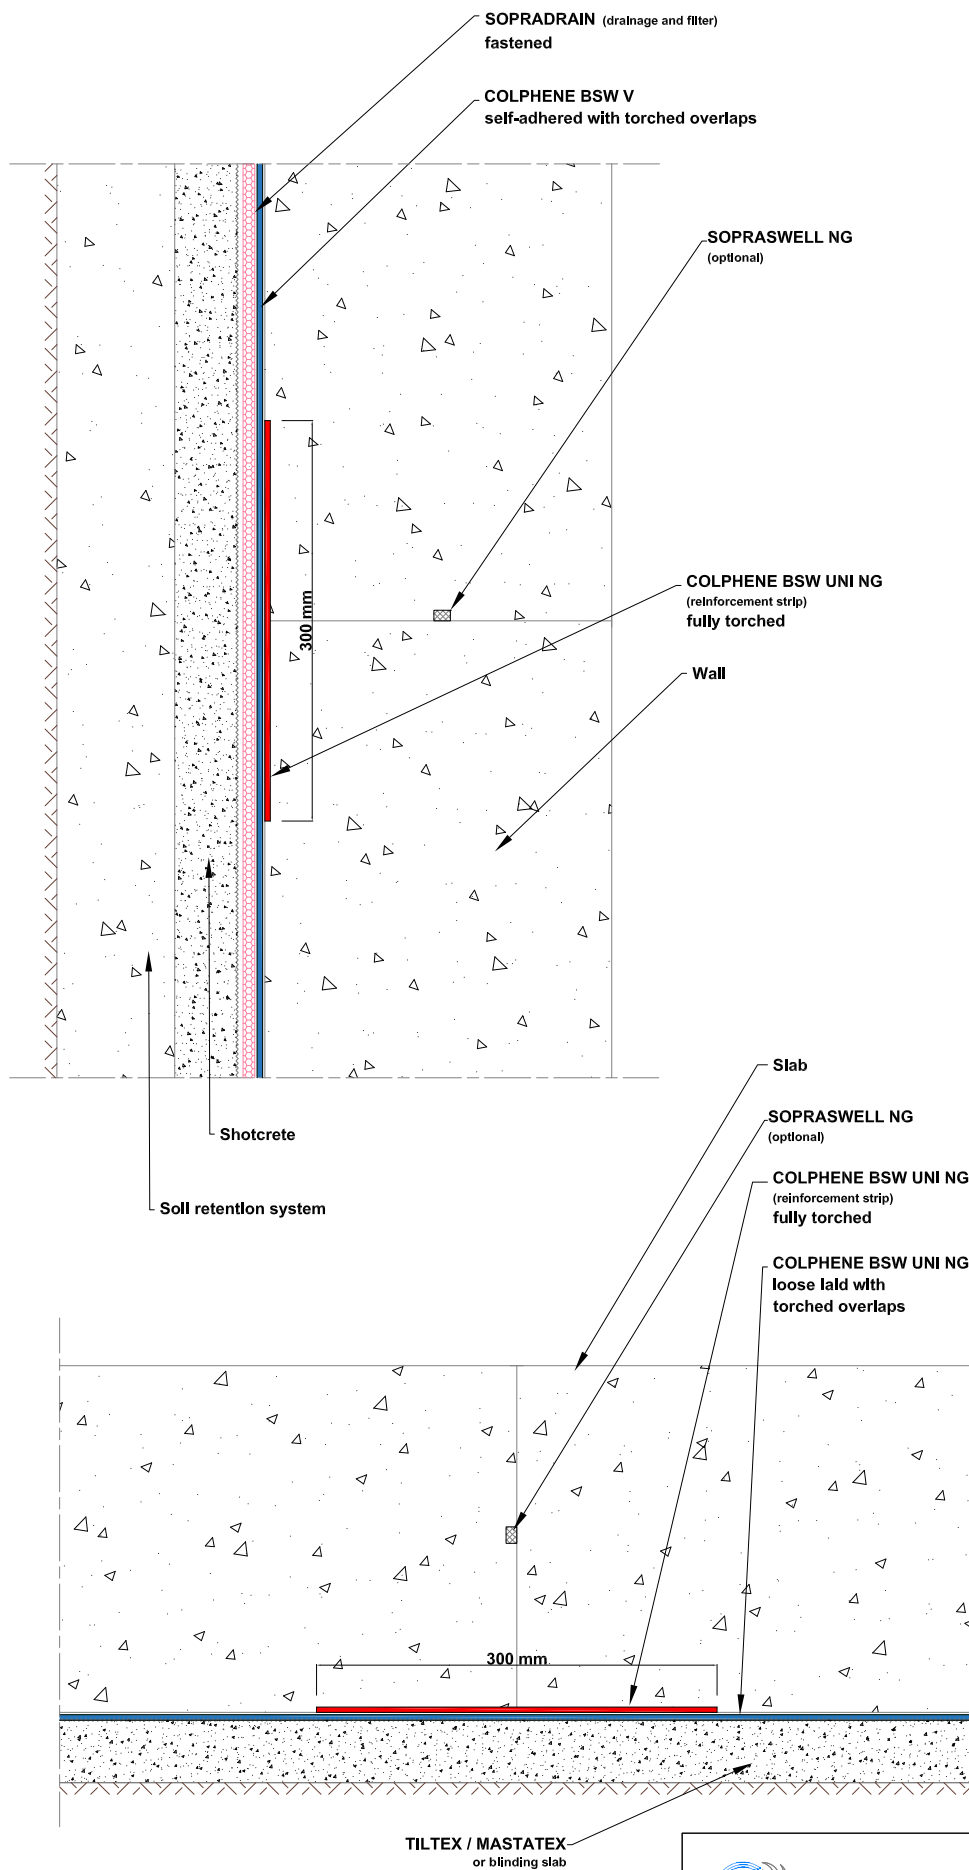 SOPRADRAIN (drainage and filter)
fastened
COLPHENE BSW V
self-adhered with torched overlaps
SOPRASWELL NG
(optional)
COLPHENE BSW UNI NG
(reinforcement strip)
fully torched
300 mm
Wall
Shotcrete
Soil retention system
Slab
SOPRASWELL NG
(optional)
COLPHENE BSW UNI NG
(reinforcement strip)
fully torched
COLPHENE BSW UNI NG
loose laid with
torched overlaps
300 mm
TILTEX / MASTATEX
or blinding slab